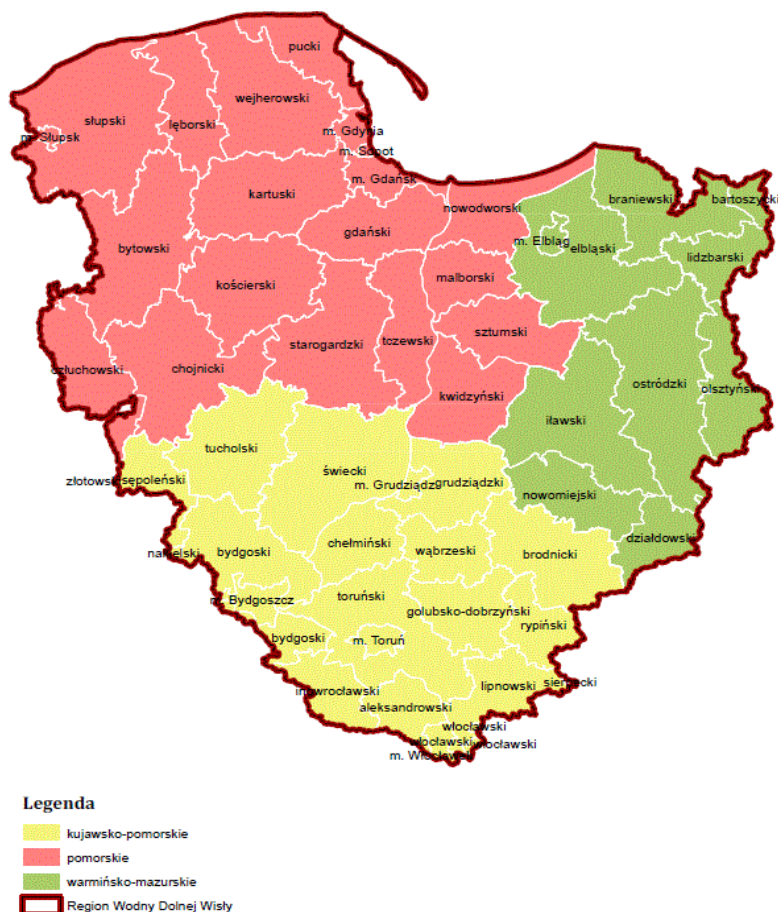 pucki
wejherowski
słupski
lęborski
m. Gdynia
m. Słupsk
m. Sopot
m. Gdańsk
kartuski
braniewski
bartoszycki
nowodworski
gdański
m. Elbląg
elbląski
bytowski
lidzbarski
malborski
kościerski
sztumski
starogardzki
tczewski
człuchowski
chojnicki
ostródzki
olsztyński
kwidzyński
iławski
tucholski
świecki
złotowski
sępoleński
m. Grudziądz
grudziądzki
nowomiejski
chełmiński
działdowski
nakielski
bydgoski
wąbrzeski
brodnicki
m. Bydgoszcz
toruński
golubsko-dobrzyński
rypiński
bydgoski
m. Toruń
inowrocławski
lipnowski
sierpecki
aleksandrowski
włocławski
włocławski
włocławski
m. Włocławek
Legenda
kujawsko-pomorskie
pomorskie
warmińsko-mazurskie
Region Wodny Dolnej Wisły